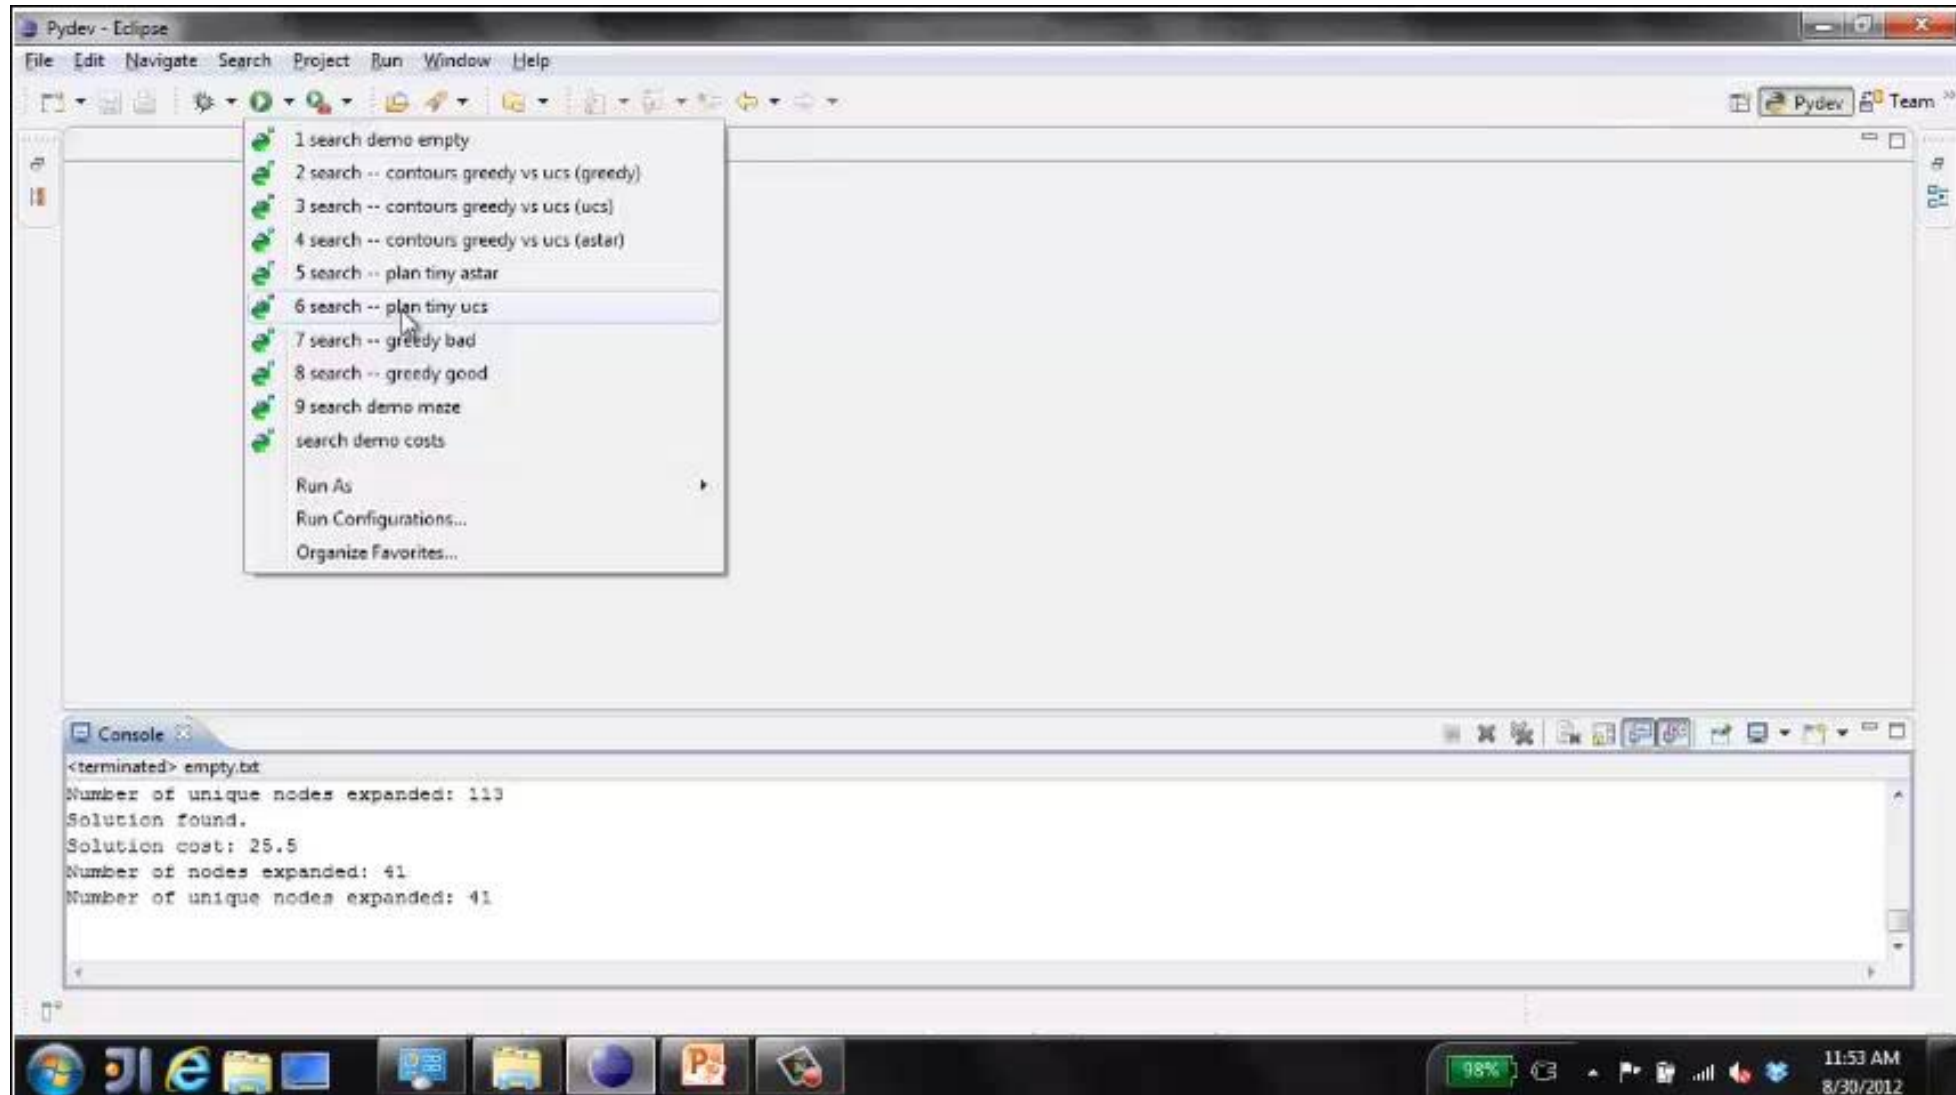 Pydev - Eclipse
File Edit Navigate Search Project Run Window Help
Pydev Team
1 search demo empty
2 search -- contours greedy vs ucs (greedy)
3 search -- contours greedy vs ucs (ucs)
4 search -- contours greedy vs ucs (astar)
5 search -- plan tiny astar
6 search -- plan tiny ucs
7 search -- greedy bad
8 search -- greedy good
9 search demo maze
search demo costs
Run As
Run Configurations...
Organize Favorites...
Console
<terminated> empty.txt
Number of unique nodes expanded: 113
Solution found.
Solution cost: 25.5
Number of nodes expanded: 41
Number of unique nodes expanded: 41
98%
11:53 AM
8/30/2012